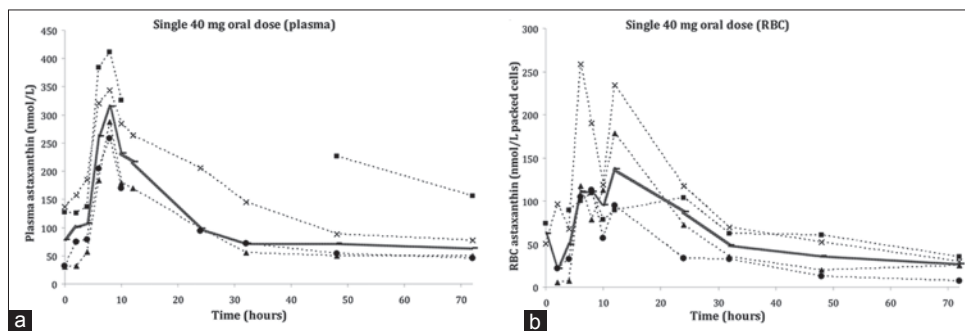 Single 40 mg oral dose (plasma)
Plasma astaxanthin (nmol/L)
450
400
350
300
250
200
150
100
50
0
0 10 20 30 40 50 60 70
Time (hours)
a
Single 40 mg oral dose (RBC)
RBC astaxanthin (nmol/L packed cells)
300
250
200
150
100
50
0
0 10 20 30 40 50 60 70
Time (hours)
b